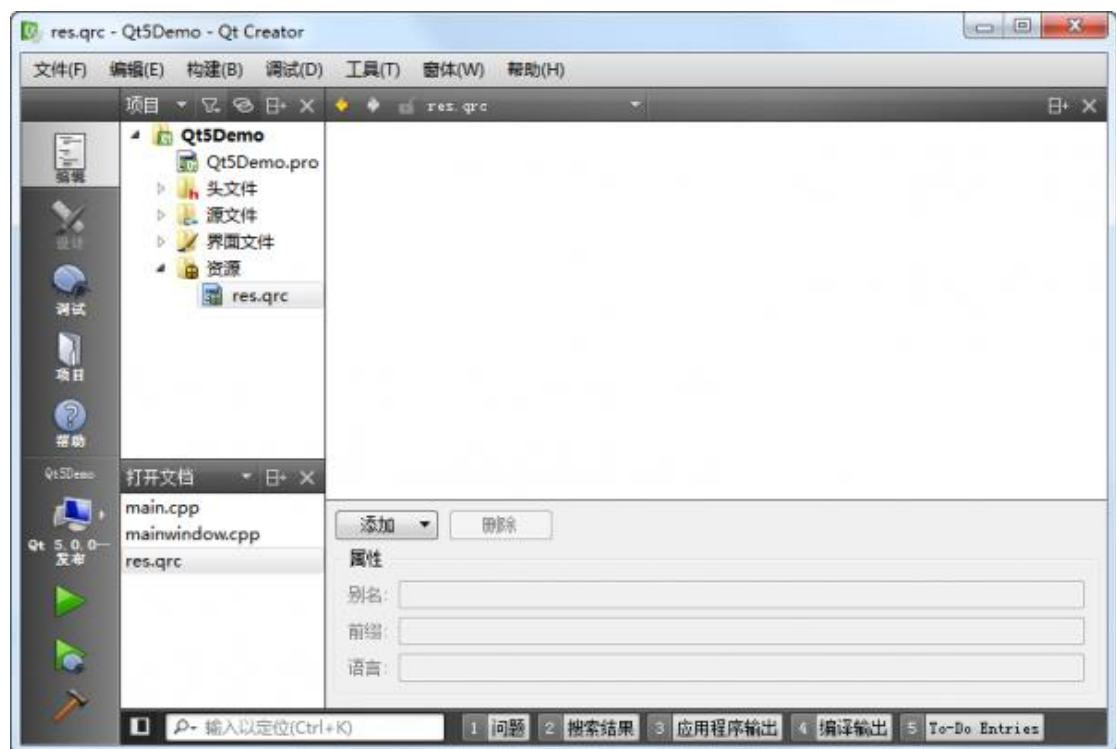 res.qrc - Qt5Demo - Qt Creator
文件(F) 编辑(E) 构建(B) 调试(D) 工具(T) 窗体(W) 帮助(H)
项目 res.qrc
编辑
设计
调试
项目
帮助
Qt5Demo
Qt 5.0.0—
发布
Qt5Demo
Qt5Demo.pro
头文件
源文件
界面文件
资源
res.qrc
打开文档
main.cpp
mainwindow.cpp
res.qrc
添加 删除
属性
别名:
前缀:
语言:
输入以定位(Ctrl+K) 1 问题 2 搜索结果 3 应用程序输出 4 编译输出 5 To-Do Entries